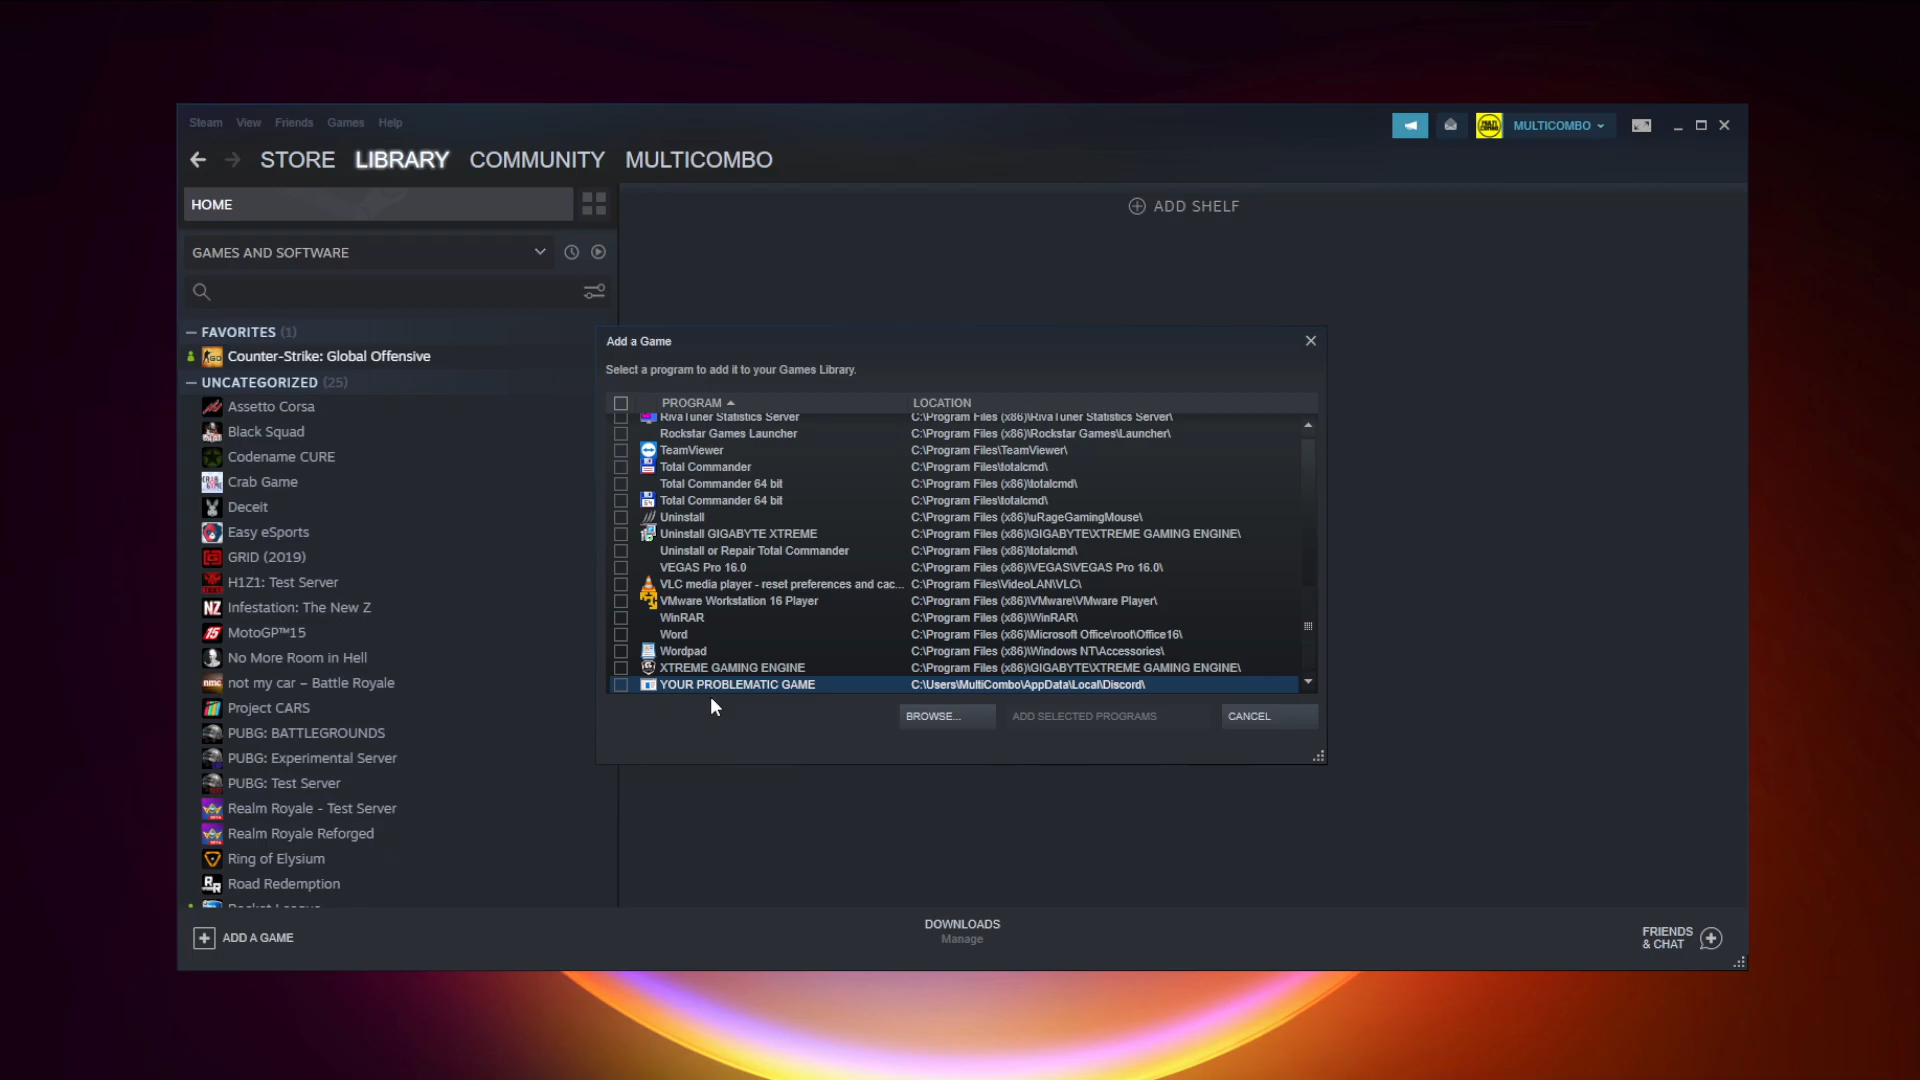 Steam View Friends Games Help
MULTICOMBO
STORE LIBRARY COMMUNITY MULTICOMBO
HOME
ADD SHELF
GAMES AND SOFTWARE
FAVORITES (1)
Counter-Strike: Global Offensive
UNCATEGORIZED (25)
Assetto Corsa
Black Squad
Codename CURE
Crab Game
Deceit
Easy eSports
GRID (2019)
H1Z1: Test Server
Infestation: The New Z
MotoGP™15
No More Room in Hell
not my car – Battle Royale
Project CARS
PUBG: BATTLEGROUNDS
PUBG: Experimental Server
PUBG: Test Server
Realm Royale - Test Server
Realm Royale Reforged
Ring of Elysium
Road Redemption
Rocket League
Add a Game
Select a program to add it to your Games Library.
PROGRAM LOCATION
RivaTuner Statistics Server C:\Program Files (x86)\RivaTuner Statistics Server\
Rockstar Games Launcher C:\Program Files (x86)\Rockstar Games\Launcher\
TeamViewer C:\Program Files\TeamViewer\
Total Commander C:\Program Files\totalcmd\
Total Commander 64 bit C:\Program Files (x86)\totalcmd\
Total Commander 64 bit C:\Program Files\totalcmd\
Uninstall C:\Program Files (x86)\uRageGamingMouse\
Uninstall GIGABYTE XTREME C:\Program Files (x86)\GIGABYTE\XTREME GAMING ENGINE\
Uninstall or Repair Total Commander C:\Program Files (x86)\totalcmd\
VEGAS Pro 16.0 C:\Program Files (x86)\VEGAS\VEGAS Pro 16.0\
VLC media player - reset preferences and cac... C:\Program Files\VideoLAN\VLC\
VMware Workstation 16 Player C:\Program Files (x86)\VMware\VMware Player\
WinRAR C:\Program Files (x86)\WinRAR\
Word C:\Program Files (x86)\Microsoft Office\root\Office16\
Wordpad C:\Program Files (x86)\Windows NT\Accessories\
XTREME GAMING ENGINE C:\Program Files (x86)\GIGABYTE\XTREME GAMING ENGINE\
YOUR PROBLEMATIC GAME C:\Users\MultiCombo\AppData\Local\Discord\
BROWSE... ADD SELECTED PROGRAMS CANCEL
ADD A GAME
DOWNLOADS
Manage
FRIENDS
& CHAT